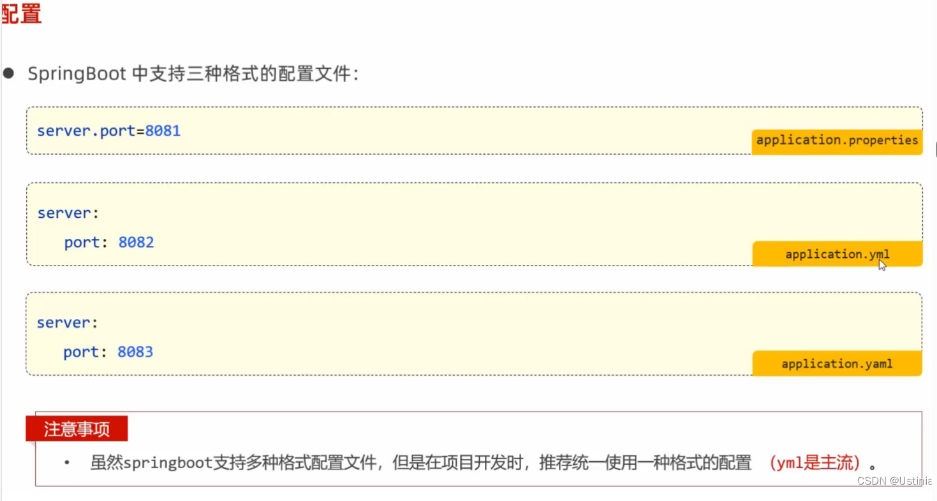 配置
● SpringBoot 中支持三种格式的配置文件：
server.port=8081
application.properties
server:
port: 8082
application.yml
server:
port: 8083
application.yaml
注意事项
• 虽然springboot支持多种格式配置文件，但是在项目开发时，推荐统一使用一种格式的配置 （yml是主流）。
CSDN @Ustinia